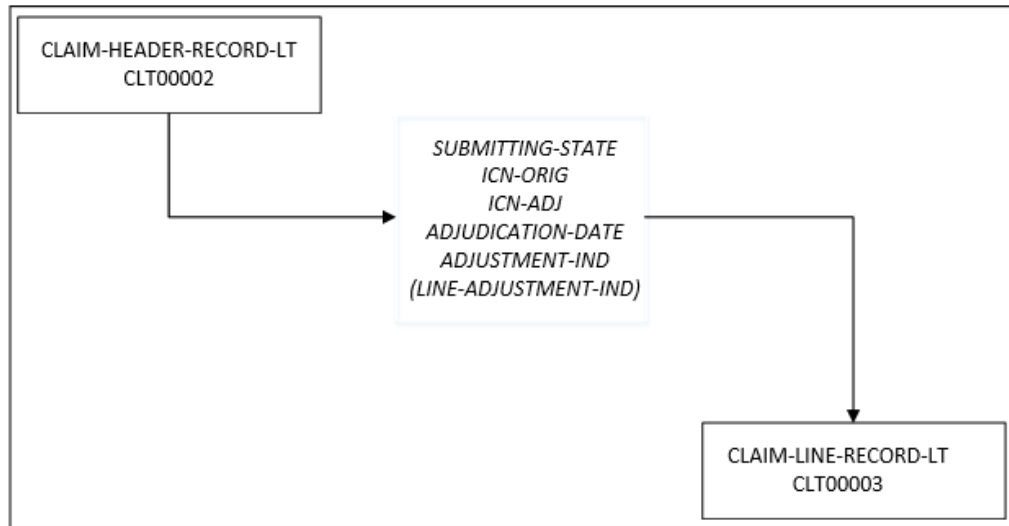 CLAIM-HEADER-RECORD-LT
CLT00002
SUBMITTING-STATE
ICN-ORIG
ICN-ADJ
ADJUDICATION-DATE
ADJUSTMENT-IND
(LINE-ADJUSTMENT-IND)
CLAIM-LINE-RECORD-LT
CLT00003